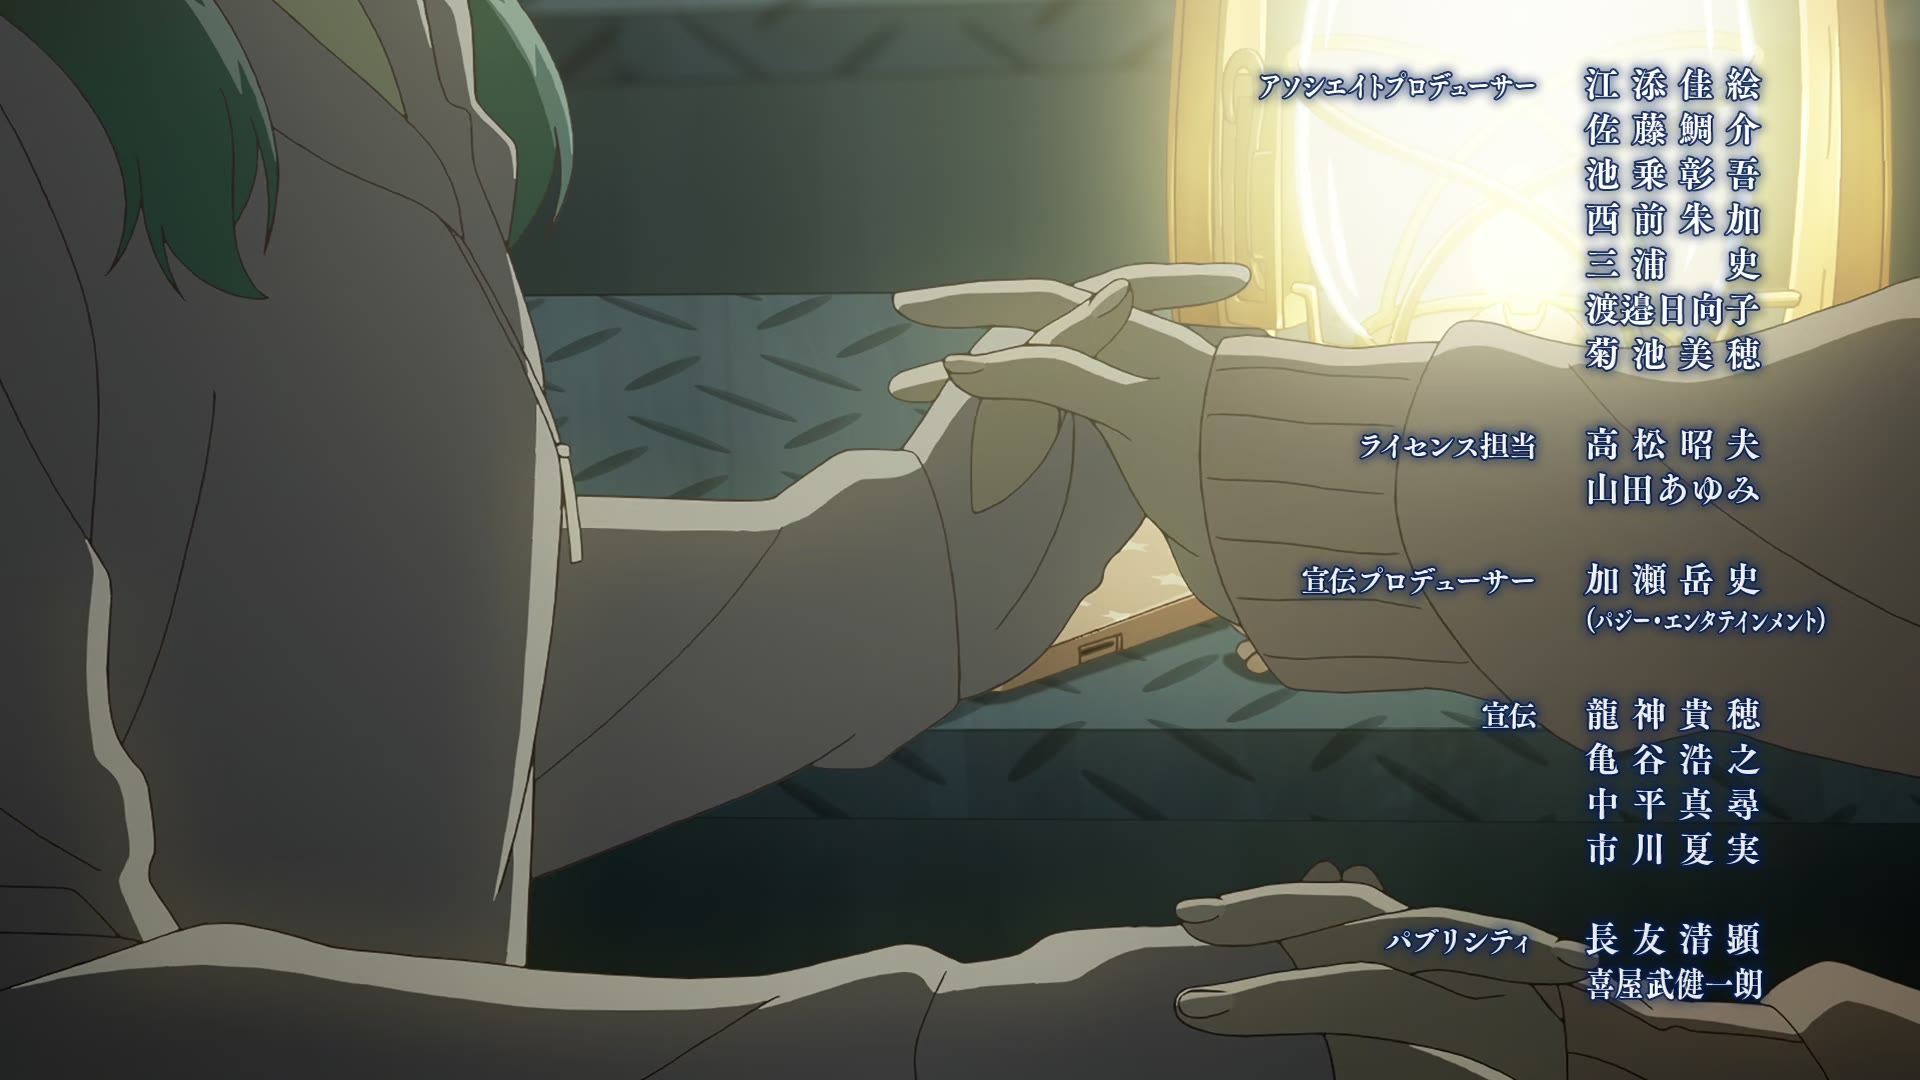 アソシエイトプロデューサー 江添佳絵
佐藤鯛介
池乗彰吾
西前朱加
三浦 史
渡邉日向子
菊池美穂
ライセンス担当 高松昭夫
山田あゆみ
宣伝プロデューサー 加瀬岳史
(パジー・エンタテインメント)
宣伝 龍神貴穂
亀谷浩之
中平真尋
市川夏実
パブリシティ 長友清顕
喜屋武健一朗